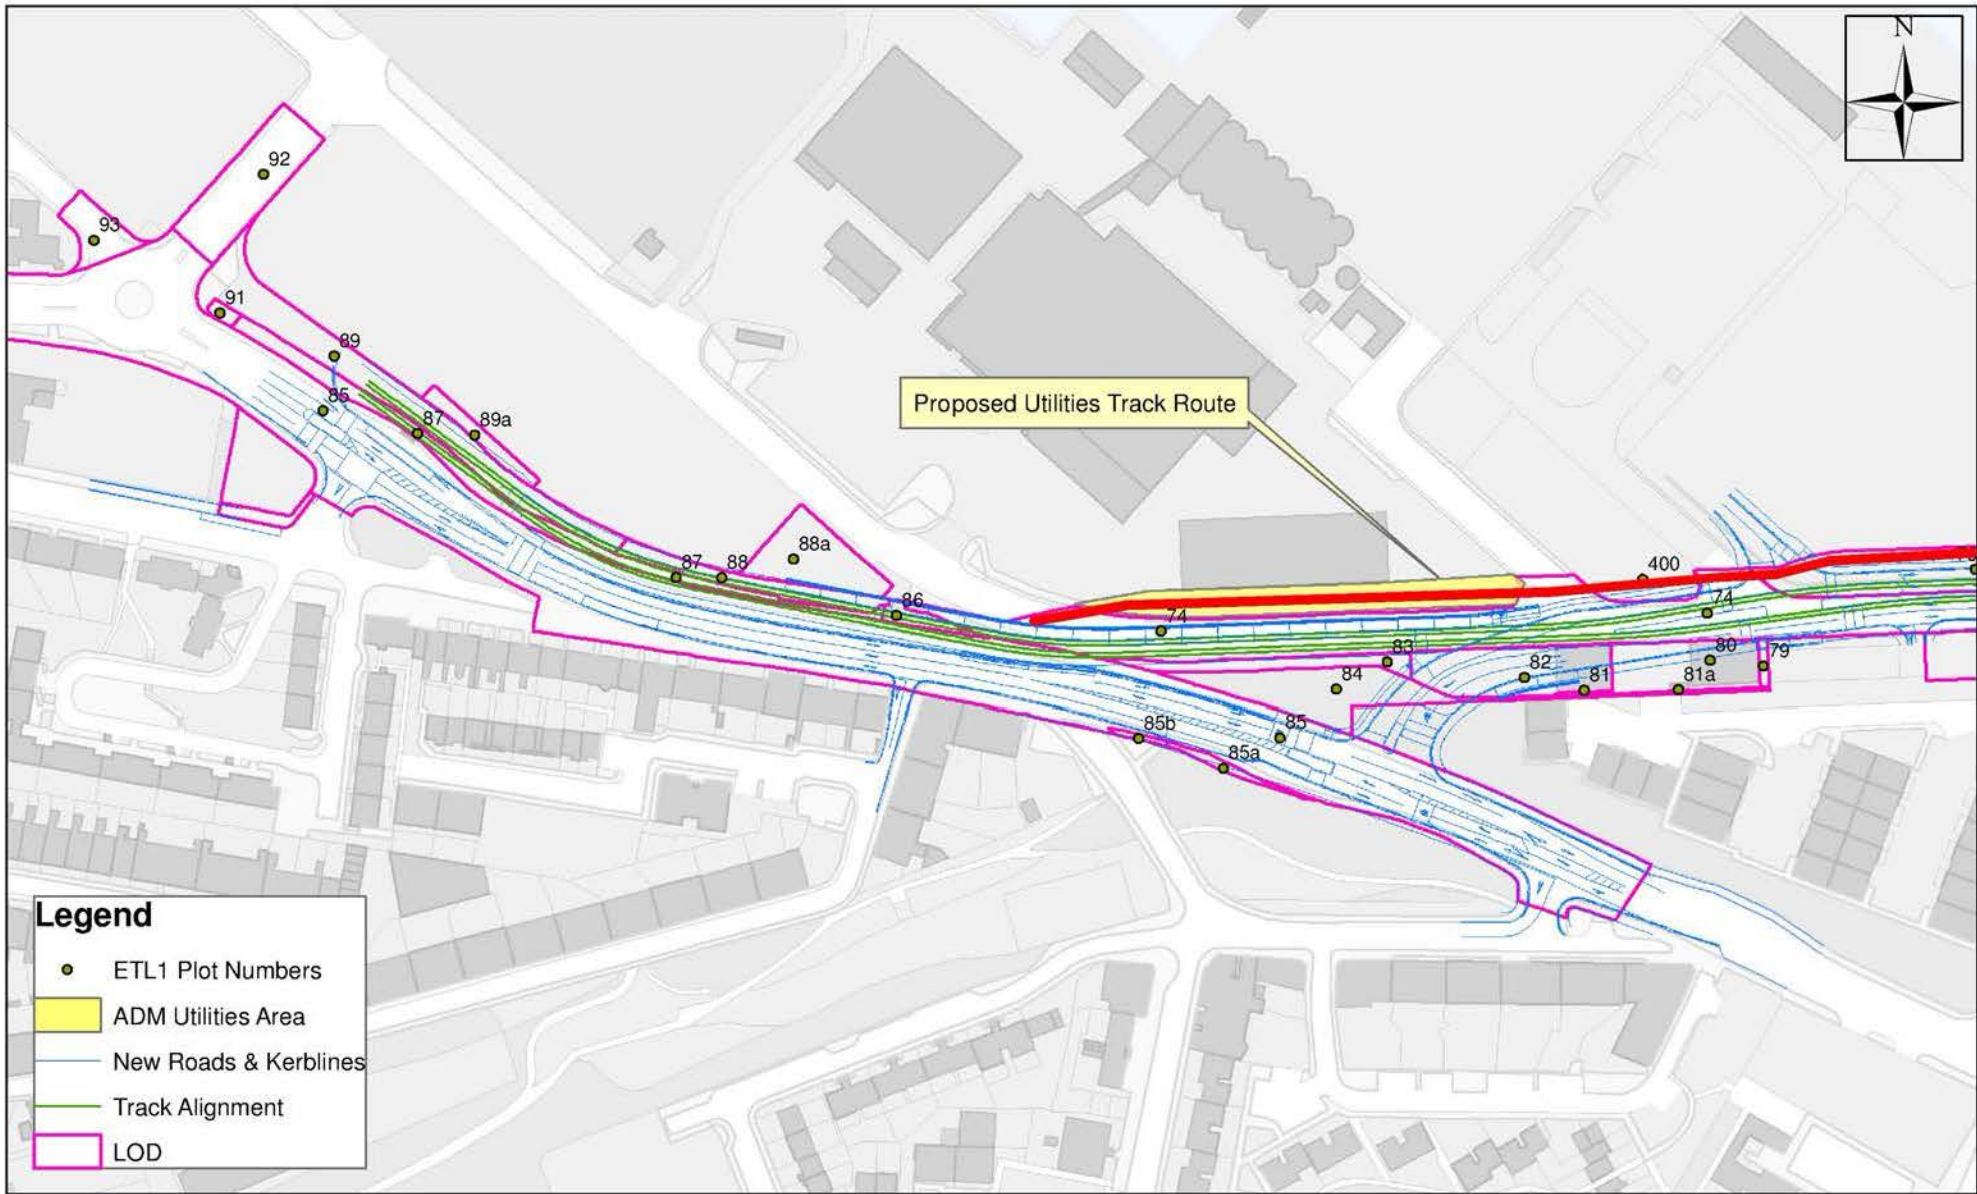 N
92
93
91
89
85
87
89a
Proposed Utilities Track Route
88a
87
88
86
74
400
74
83
84
82
81
80
81a
79
85b
85
85a
Legend
ETL1 Plot Numbers
ADM Utilities Area
New Roads & Kerblines
Track Alignment
LOD